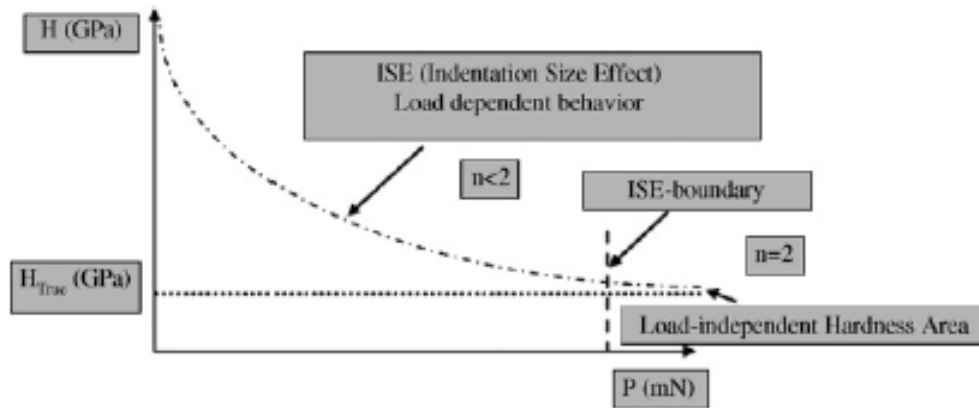 H (GPa)
ISE (Indentation Size Effect)
Load dependent behavior
n<2
ISE-boundary
n=2
H_True (GPa)
Load-independent Hardness Area
P (mN)